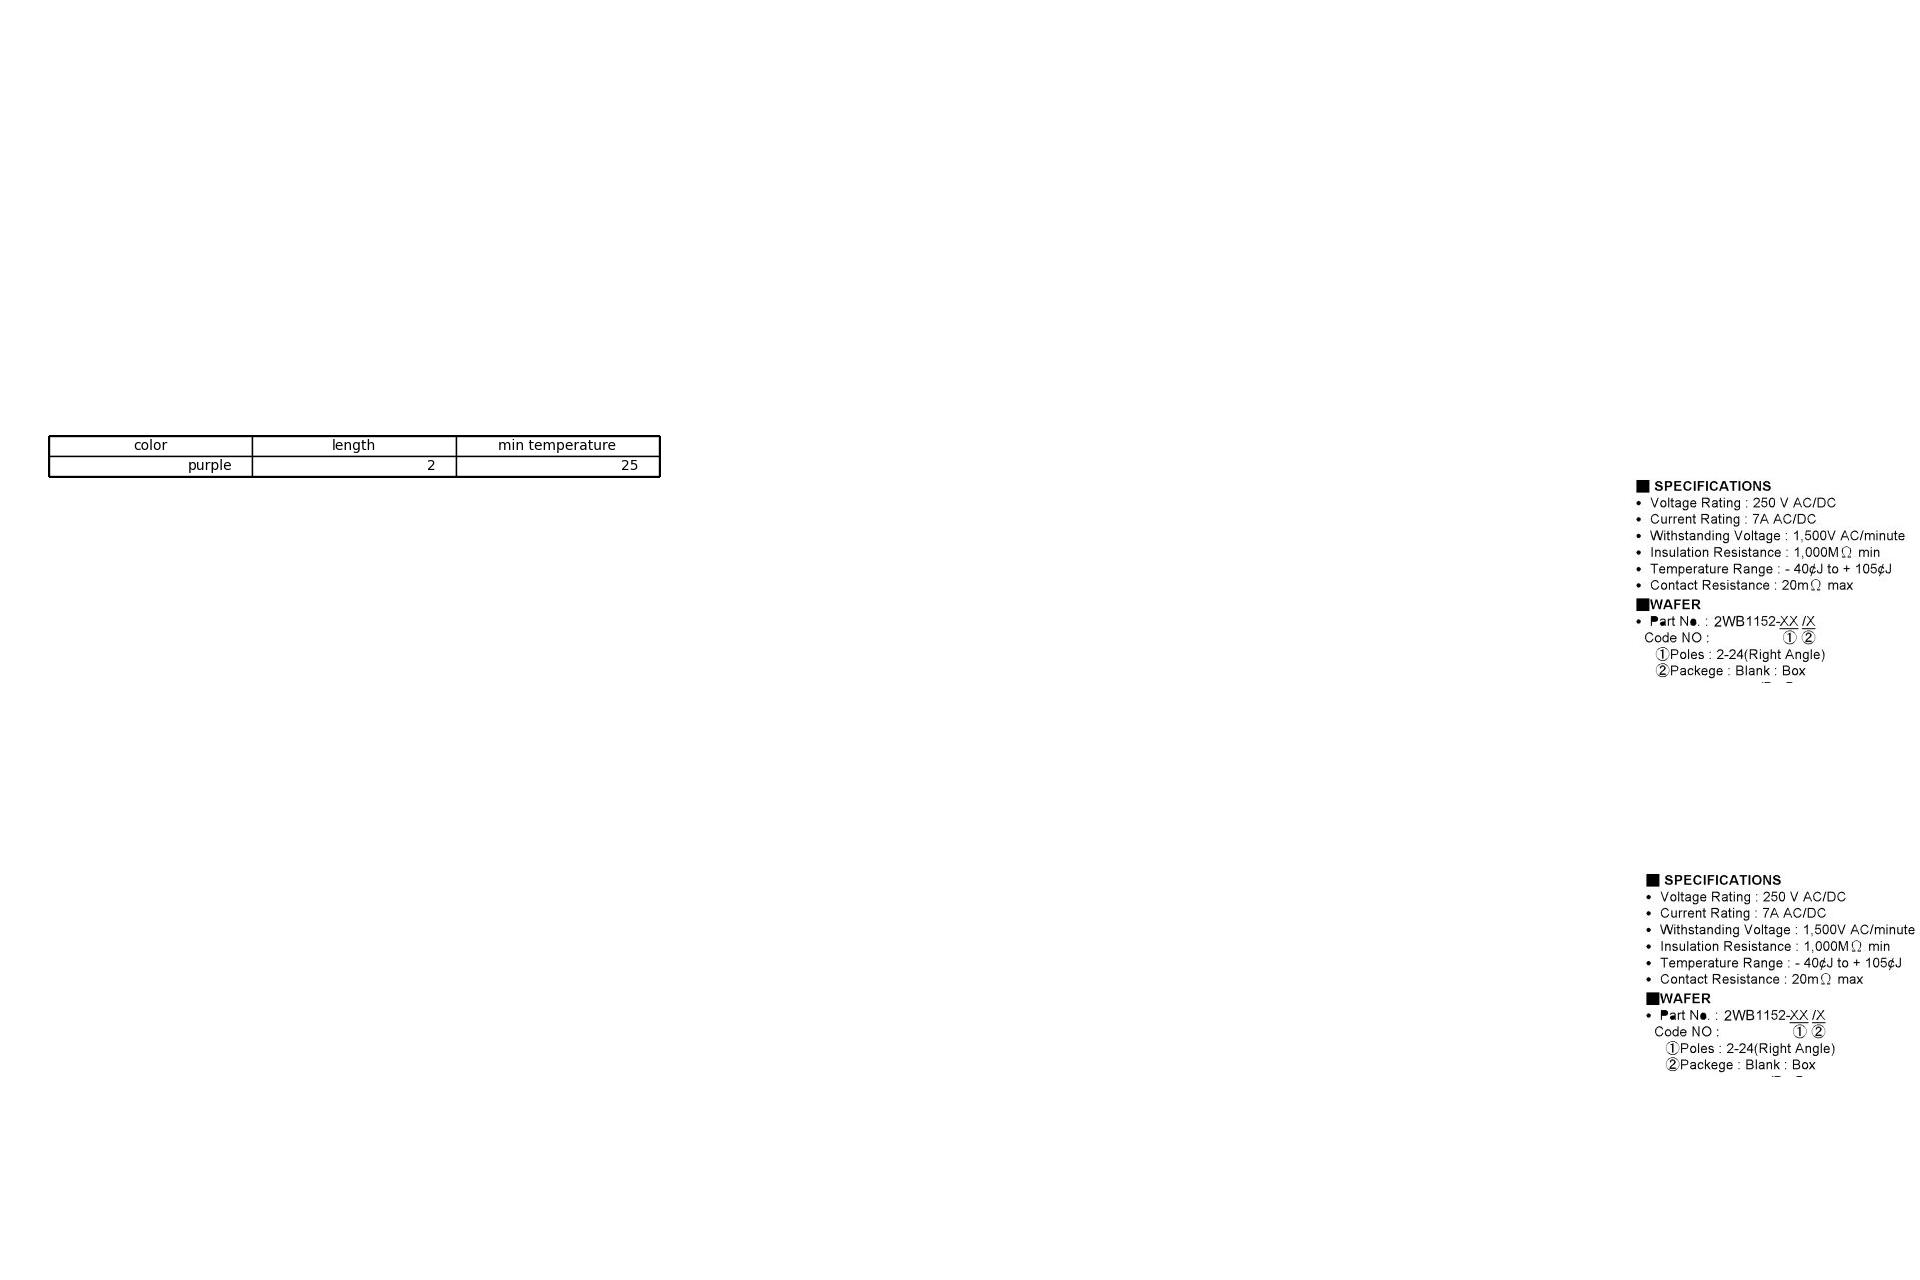 color length min temperature
purple 2 25
■ SPECIFICATIONS
• Voltage Rating : 250 V AC/DC
• Current Rating : 7A AC/DC
• Withstanding Voltage : 1,500V AC/minute
• Insulation Resistance : 1,000MΩ min
• Temperature Range : - 40¢J to + 105¢J
• Contact Resistance : 20mΩ max
■WAFER
• Part No. : 2WB1152-XX /X
Code NO : ① ②
①Poles : 2-24(Right Angle)
②Packege : Blank : Box
■ SPECIFICATIONS
• Voltage Rating : 250 V AC/DC
• Current Rating : 7A AC/DC
• Withstanding Voltage : 1,500V AC/minute
• Insulation Resistance : 1,000MΩ min
• Temperature Range : - 40¢J to + 105¢J
• Contact Resistance : 20mΩ max
■WAFER
• Part No. : 2WB1152-XX /X
Code NO : ① ②
①Poles : 2-24(Right Angle)
②Packege : Blank : Box